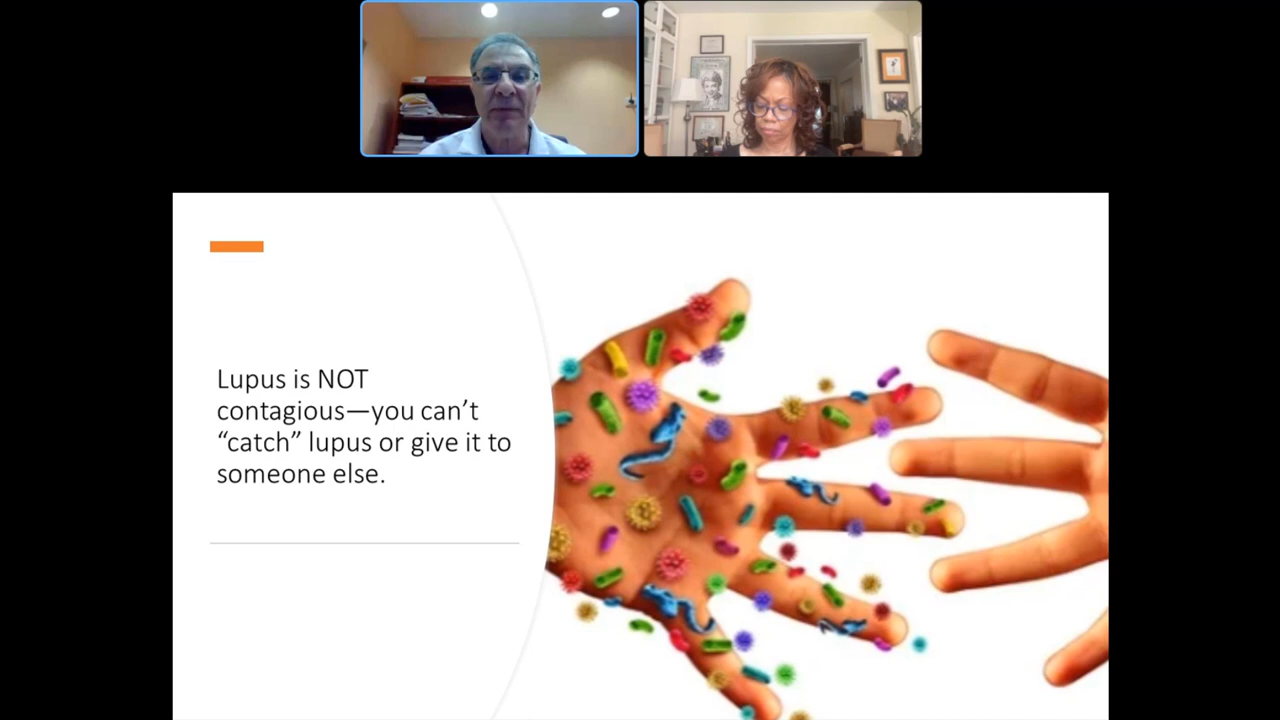 Lupus is NOT
contagious—you can’t
“catch” lupus or give it to
someone else.